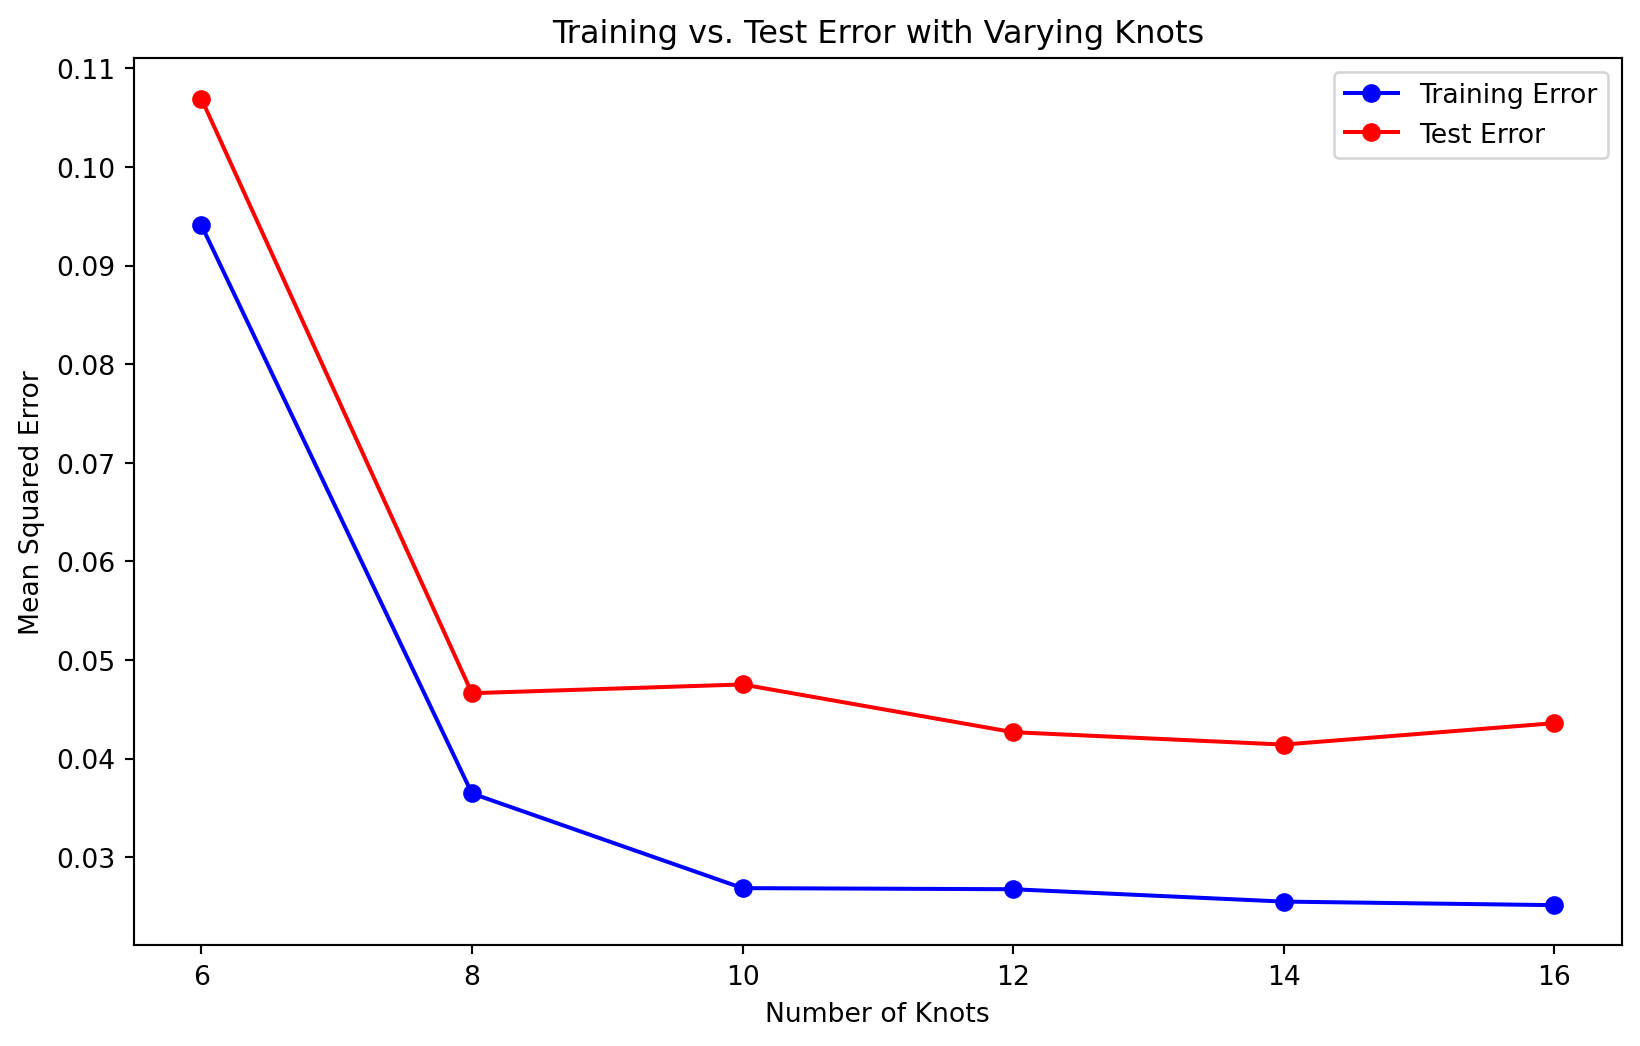 Training vs. Test Error with Varying Knots
Training Error
Test Error
Mean Squared Error
0.11
0.10
0.09
0.08
0.07
0.06
0.05
0.04
0.03
6 8 10 12 14 16
Number of Knots